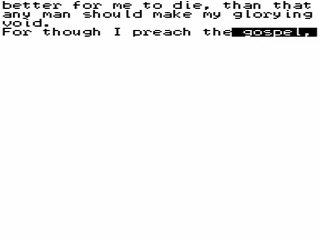 better for me to die, than that
any man should make my glorying
void.
For though I preach the gospel,